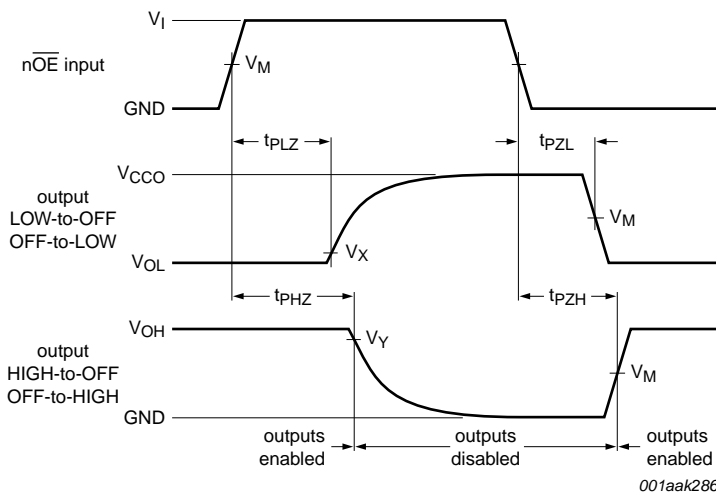 V_I
nOE input
V_M
GND
t_PLZ
t_PZL
V_CCO
output
LOW-to-OFF
OFF-to-LOW
V_M
V_X
V_OL
t_PHZ
t_PZH
V_OH
output
HIGH-to-OFF
OFF-to-HIGH
V_Y
V_M
GND
outputs
enabled
outputs
disabled
outputs
enabled
001aak286